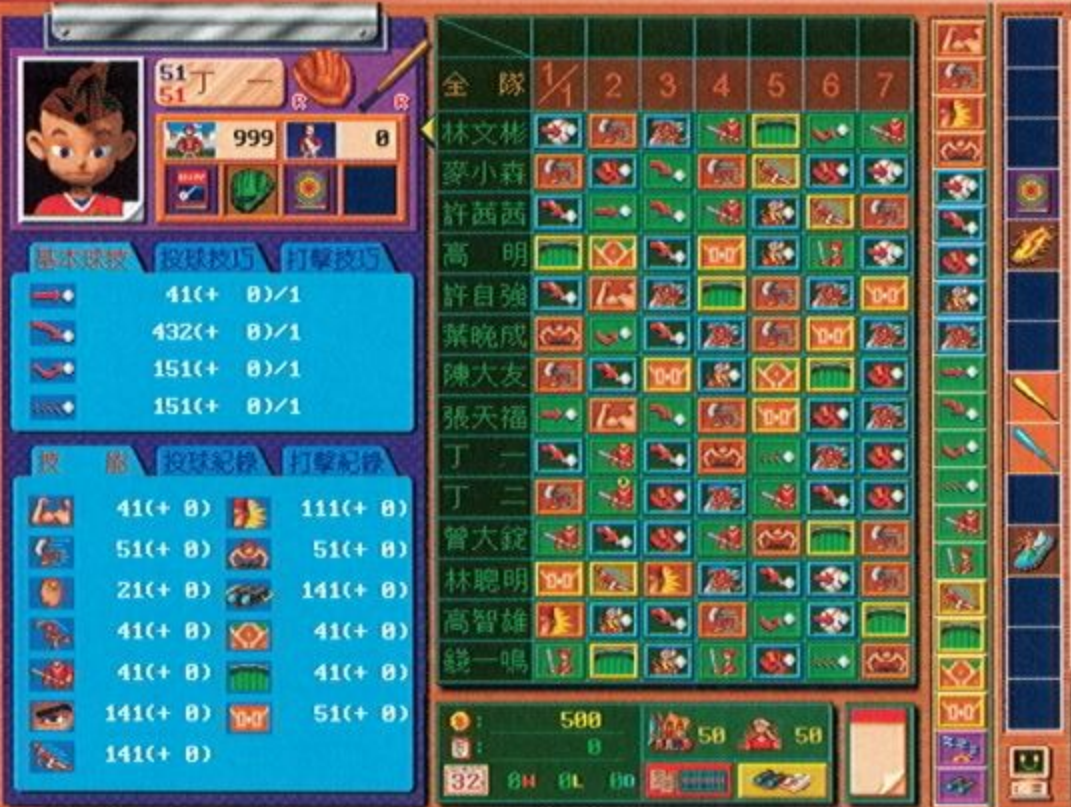 51 丁 一
51
R
R
999
0
基本球技 投球技巧 打擊技巧
41(+ 0)/1
432(+ 0)/1
151(+ 0)/1
151(+ 0)/1
技 能 投球紀錄 打擊紀錄
41(+ 0) 111(+ 0)
51(+ 0) 51(+ 0)
21(+ 0) 141(+ 0)
41(+ 0) 41(+ 0)
41(+ 0) 41(+ 0)
141(+ 0) 51(+ 0)
141(+ 0)
全 隊 1/1 2 3 4 5 6 7
林文彬
麥小森
許茜茜
高 明
許自強
葉晚成
陳大友
張天福
丁 一
丁 二
曾大錠
林聰明
高智雄
錢一鳴
: 500
: 0
50 50
32 0W 0L 0D